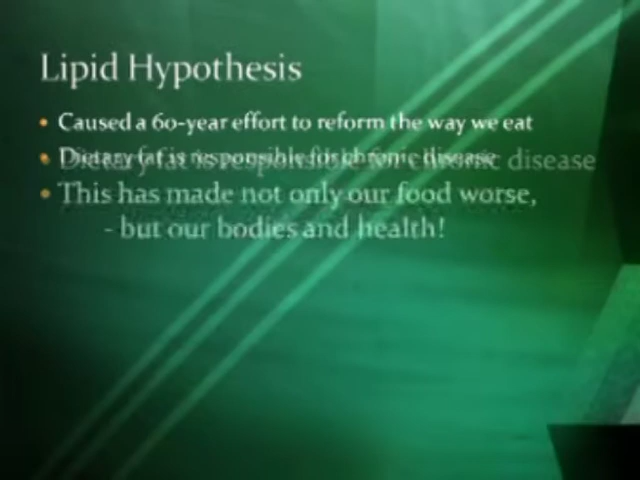 Lipid Hypothesis
• Caused a 60-year effort to reform the way we eat
• Dietary fat is responsible for chronic disease
• This has made not only our food worse,
- but our bodies and health!